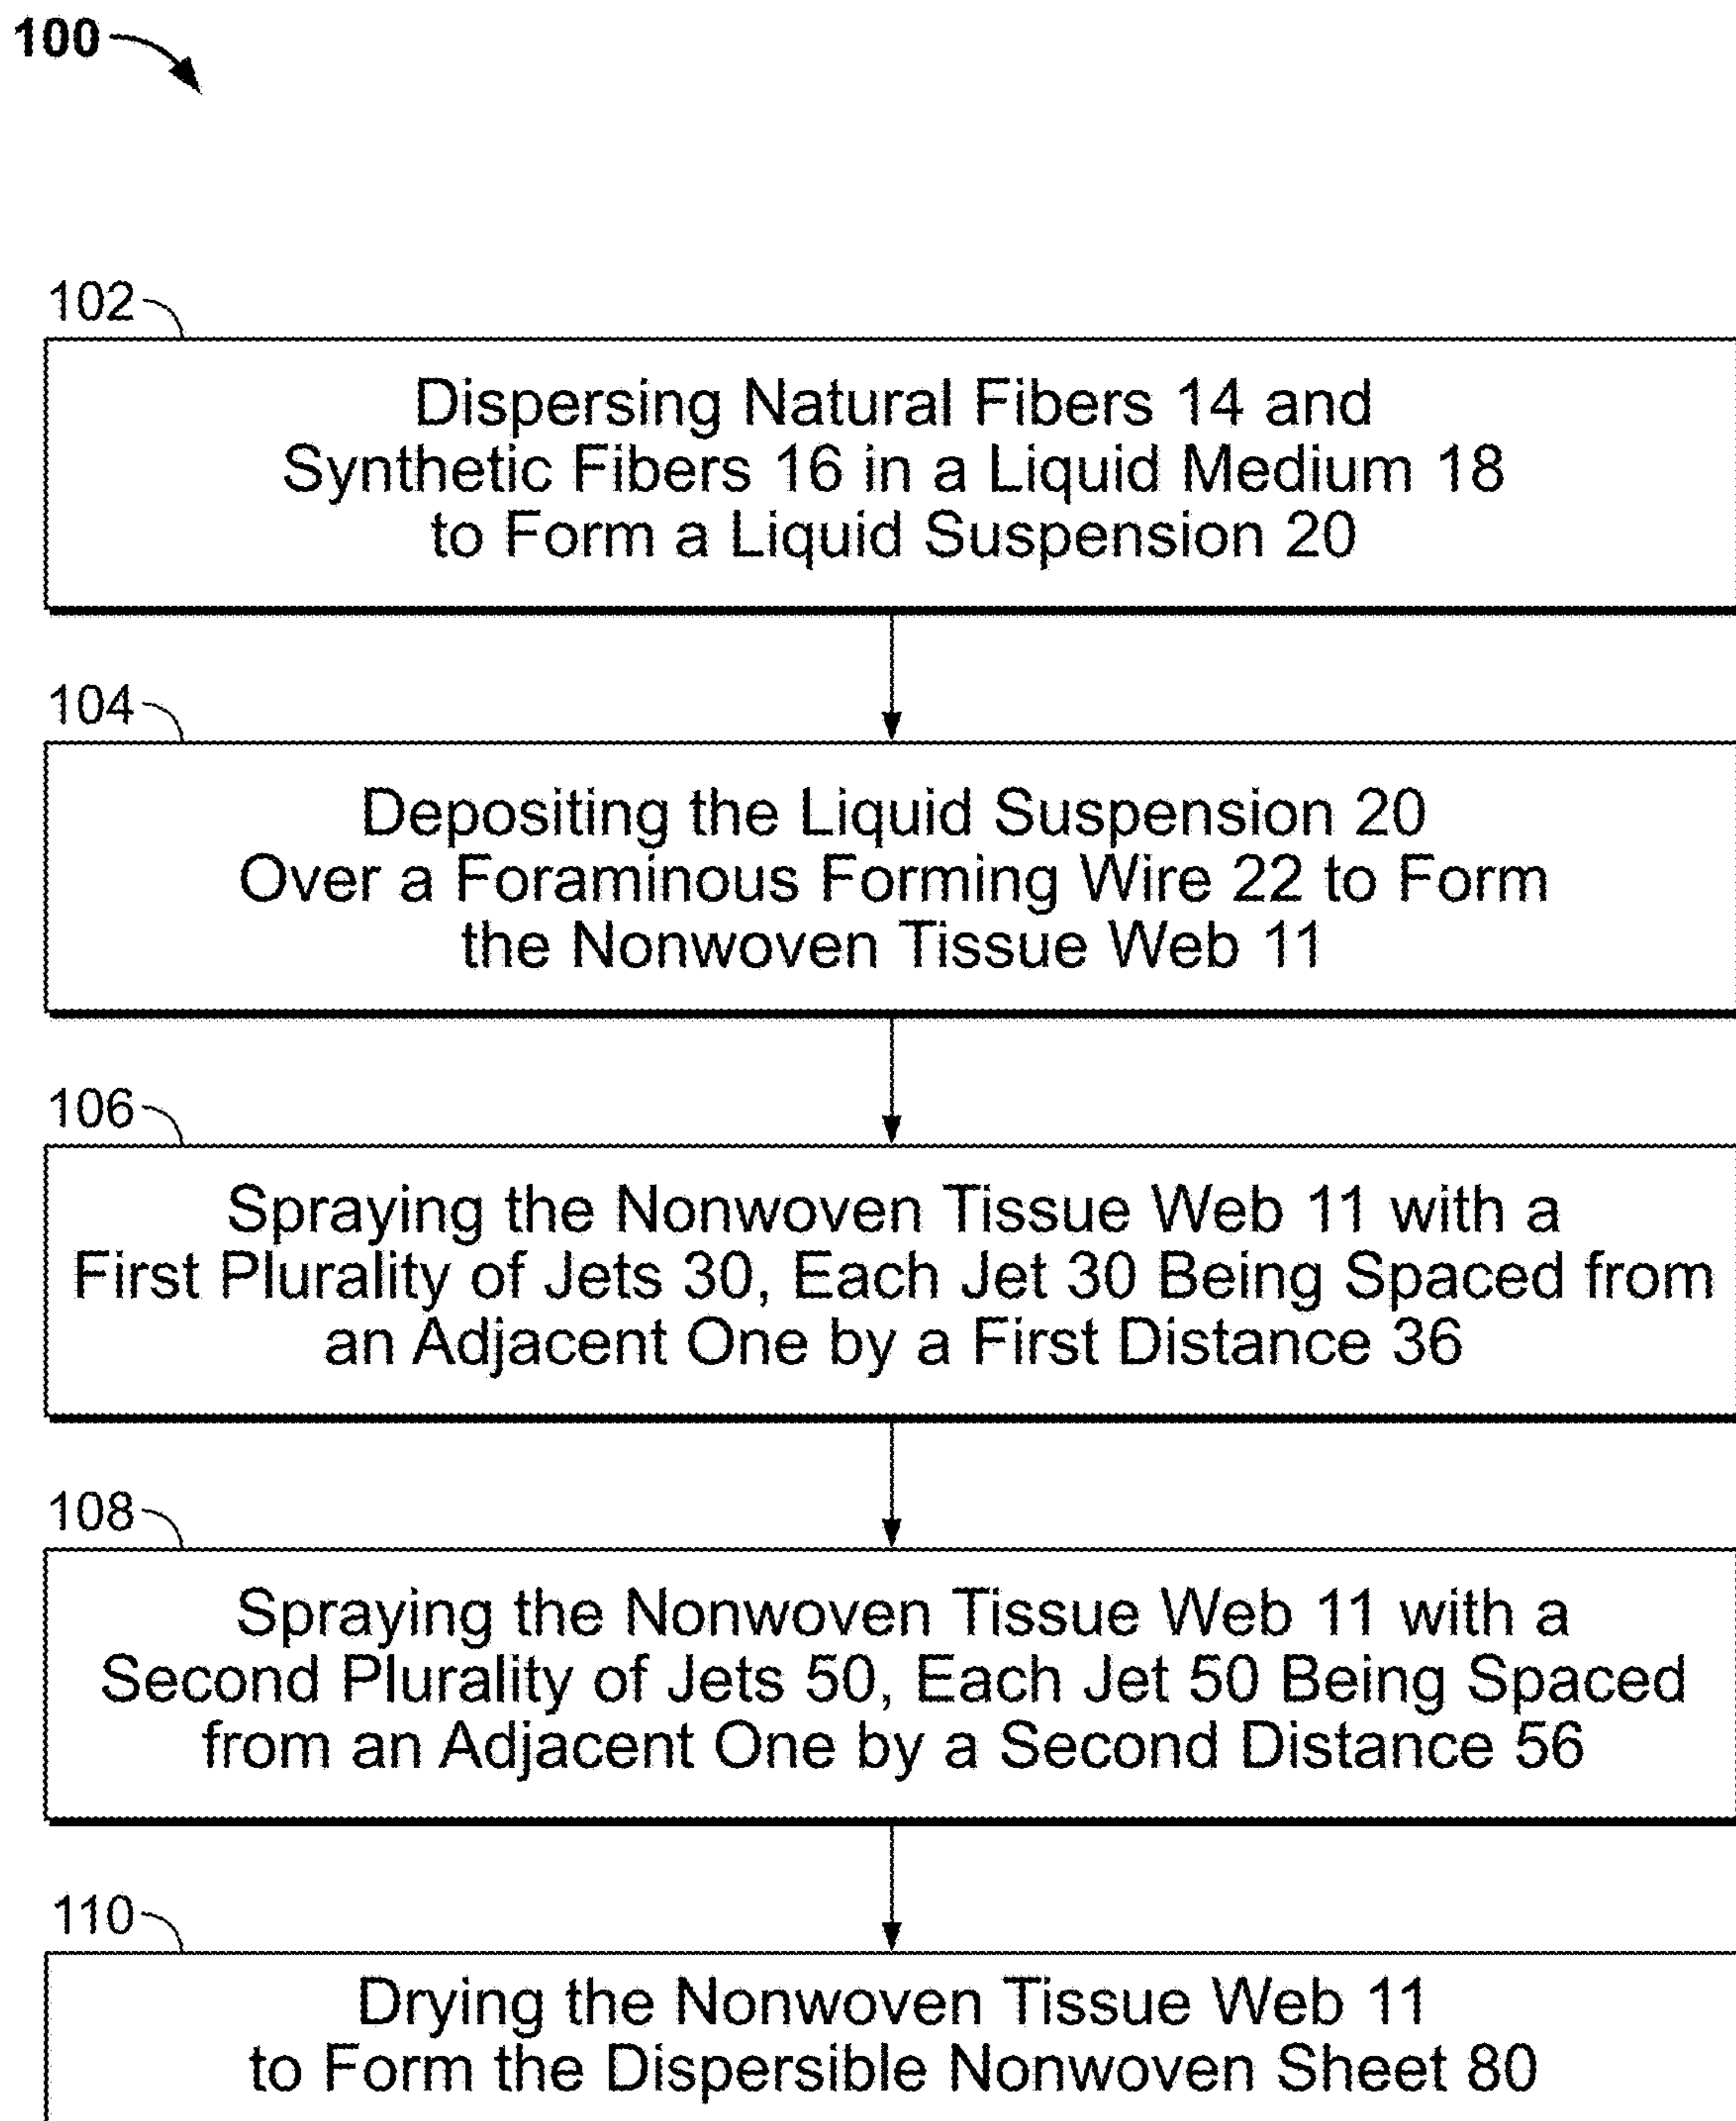 100
102
Dispersing Natural Fibers 14 and
Synthetic Fibers 16 in a Liquid Medium 18
to Form a Liquid Suspension 20
104
Depositing the Liquid Suspension 20
Over a Foraminous Forming Wire 22 to Form
the Nonwoven Tissue Web 11
106
Spraying the Nonwoven Tissue Web 11 with a
First Plurality of Jets 30, Each Jet 30 Being Spaced from
an Adjacent One by a First Distance 36
108
Spraying the Nonwoven Tissue Web 11 with a
Second Plurality of Jets 50, Each Jet 50 Being Spaced
from an Adjacent One by a Second Distance 56
110
Drying the Nonwoven Tissue Web 11
to Form the Dispersible Nonwoven Sheet 80